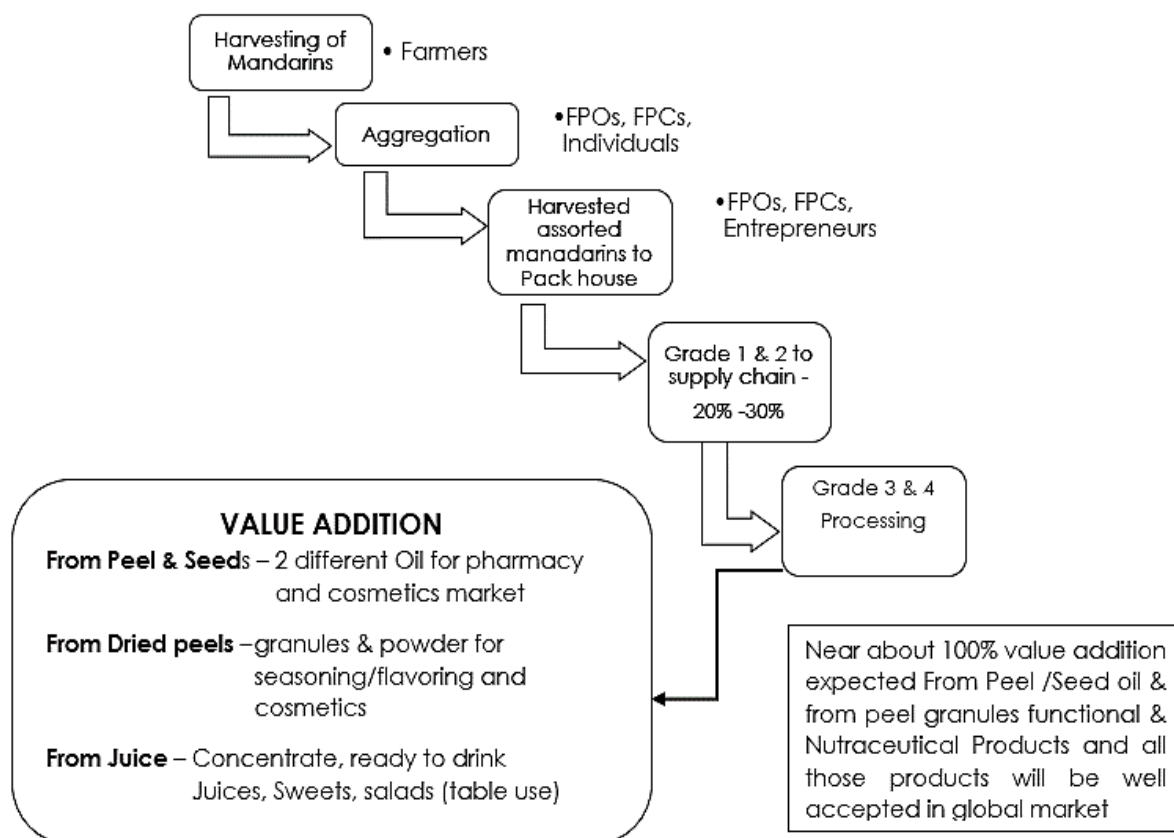 Harvesting of
Mandarins
• Farmers
Aggregation
•FPOs, FPCs,
Individuals
Harvested
assorted
manadarins to
Pack house
•FPOs, FPCs,
Entrepreneurs
Grade 1 & 2 to
supply chain -
20% -30%
Grade 3 & 4
Processing
VALUE ADDITION
From Peel & Seeds – 2 different Oil for pharmacy
and cosmetics market
From Dried peels –granules & powder for
seasoning/flavoring and
cosmetics
From Juice – Concentrate, ready to drink
Juices, Sweets, salads (table use)
Near about 100% value addition
expected From Peel /Seed oil &
from peel granules functional &
Nutraceutical Products and all
those products will be well
accepted in global market